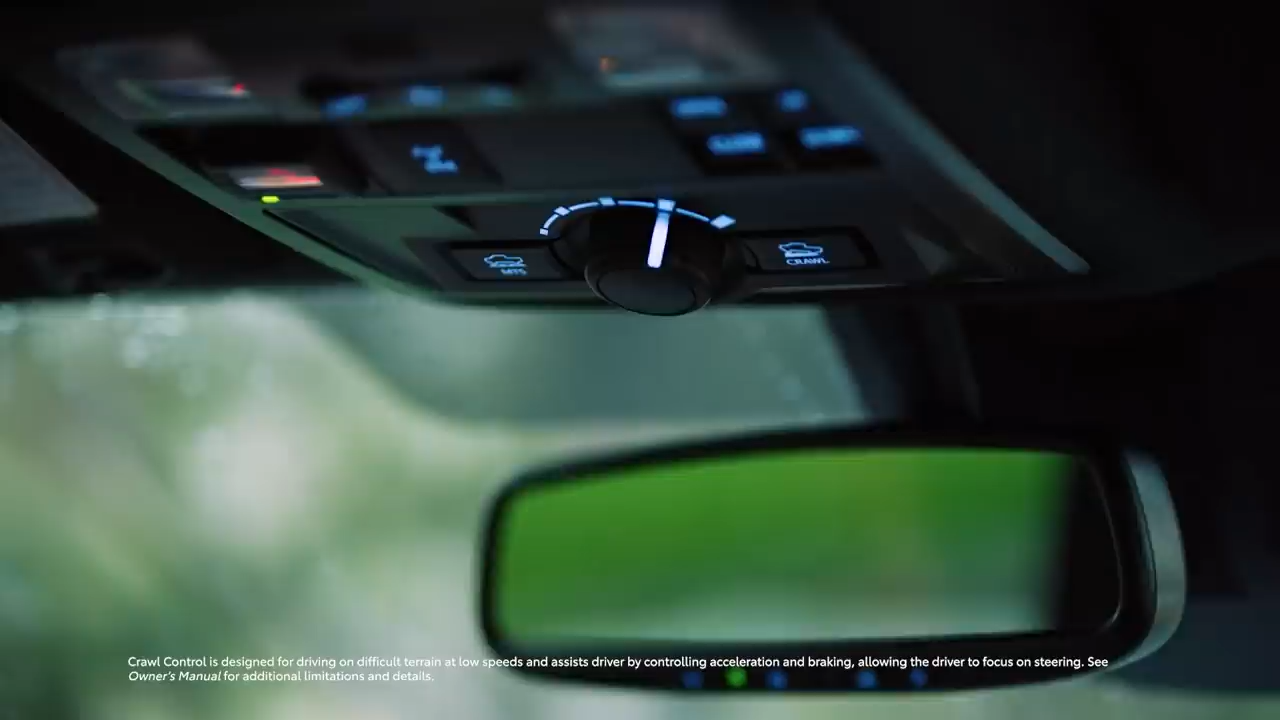 MTS
CRAWL
Crawl Control is designed for driving on difficult terrain at low speeds and assists driver by controlling acceleration and braking, allowing the driver to focus on steering. See
Owner's Manual for additional limitations and details.